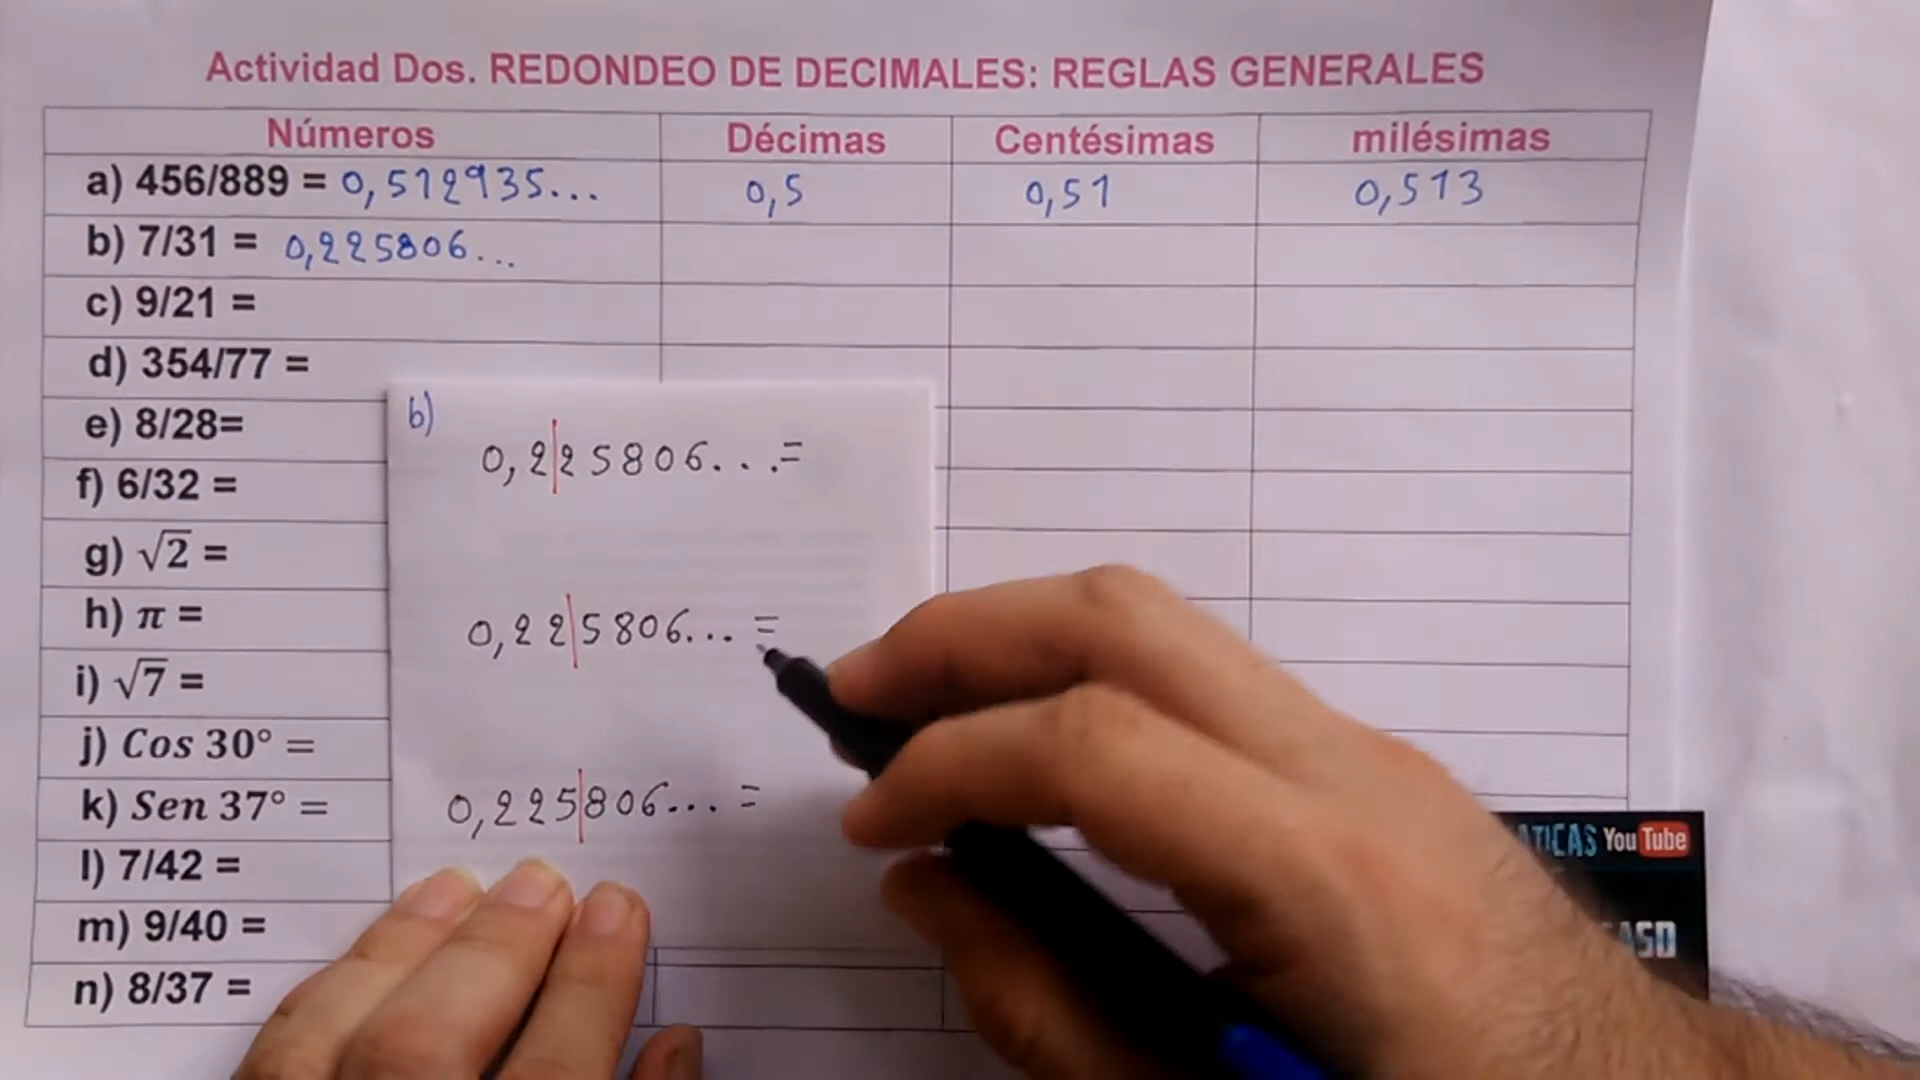 Actividad Dos. REDONDEO DE DECIMALES: REGLAS GENERALES
Números Décimas Centésimas milésimas
a) 456/889 = 0,512935... 0,5 0,51 0,513
b) 7/31 = 0,225806...
c) 9/21 =
d) 354/77 =
e) 8/28=
f) 6/32 =
g) √2 =
h) π =
i) √7 =
j) Cos 30° =
k) Sen 37° =
l) 7/42 =
m) 9/40 =
n) 8/37 =
b)
0,2|25806...=
0,22|5806... =
0,225|806... =
YouTube